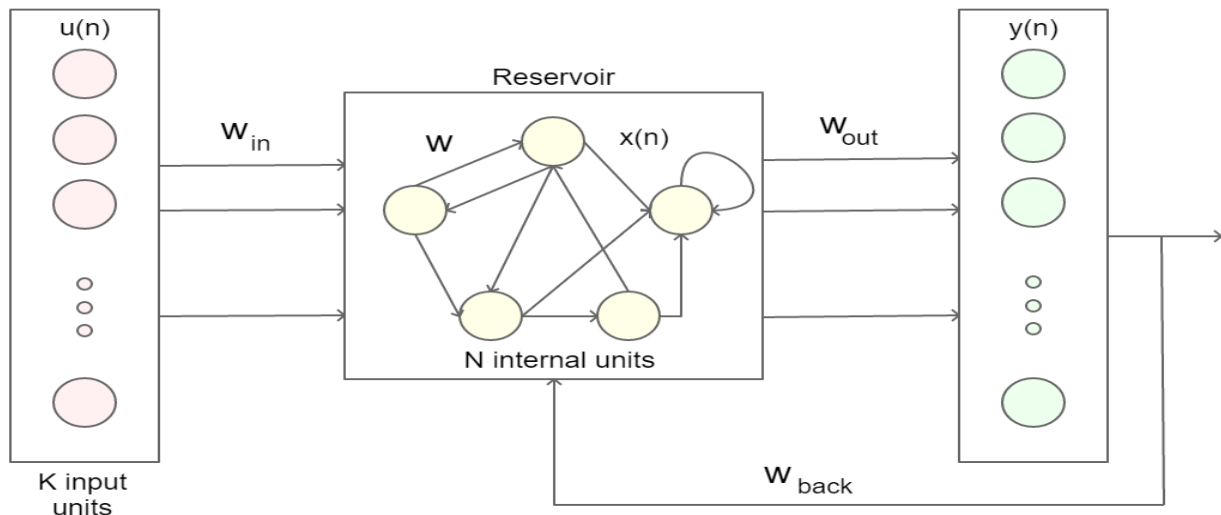 u(n)
K input
units
W in
Reservoir
W
x(n)
N internal units
W out
y(n)
W back